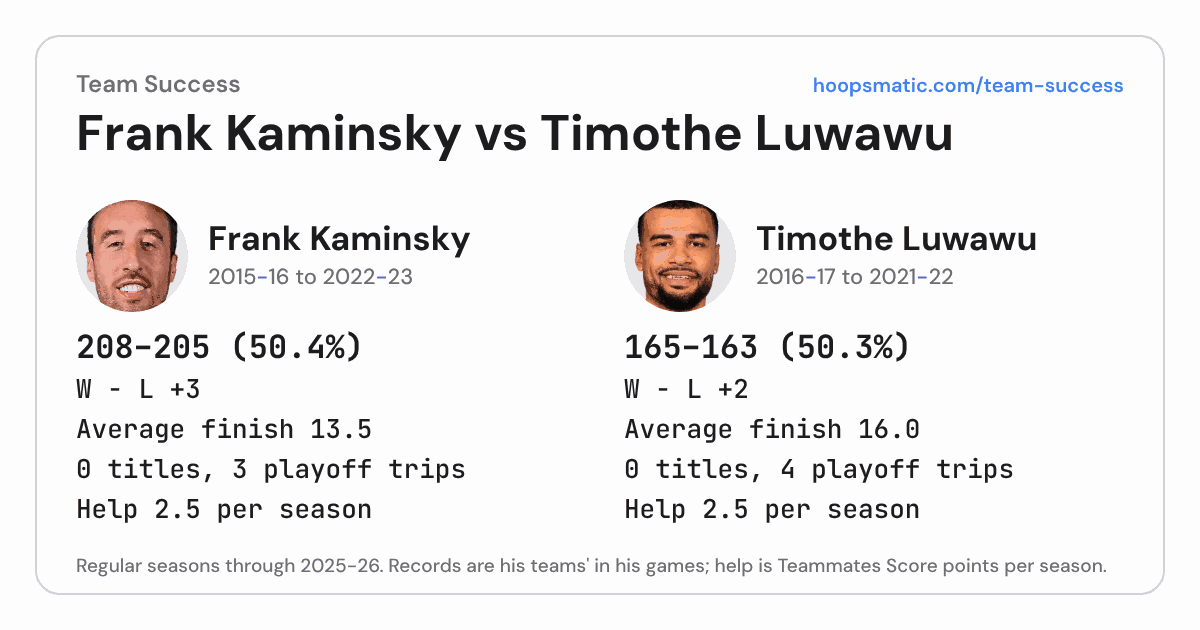 Team Success
hoopsmatic.com/team-success
Frank Kaminsky vs Timothe Luwawu
Frank Kaminsky
2015-16 to 2022-23
208-205 (50.4%)
W - L +3
Average finish 13.5
0 titles, 3 playoff trips
Help 2.5 per season
Timothe Luwawu
2016-17 to 2021-22
165-163 (50.3%)
W - L +2
Average finish 16.0
0 titles, 4 playoff trips
Help 2.5 per season
Regular seasons through 2025-26. Records are his teams' in his games; help is Teammates Score points per season.